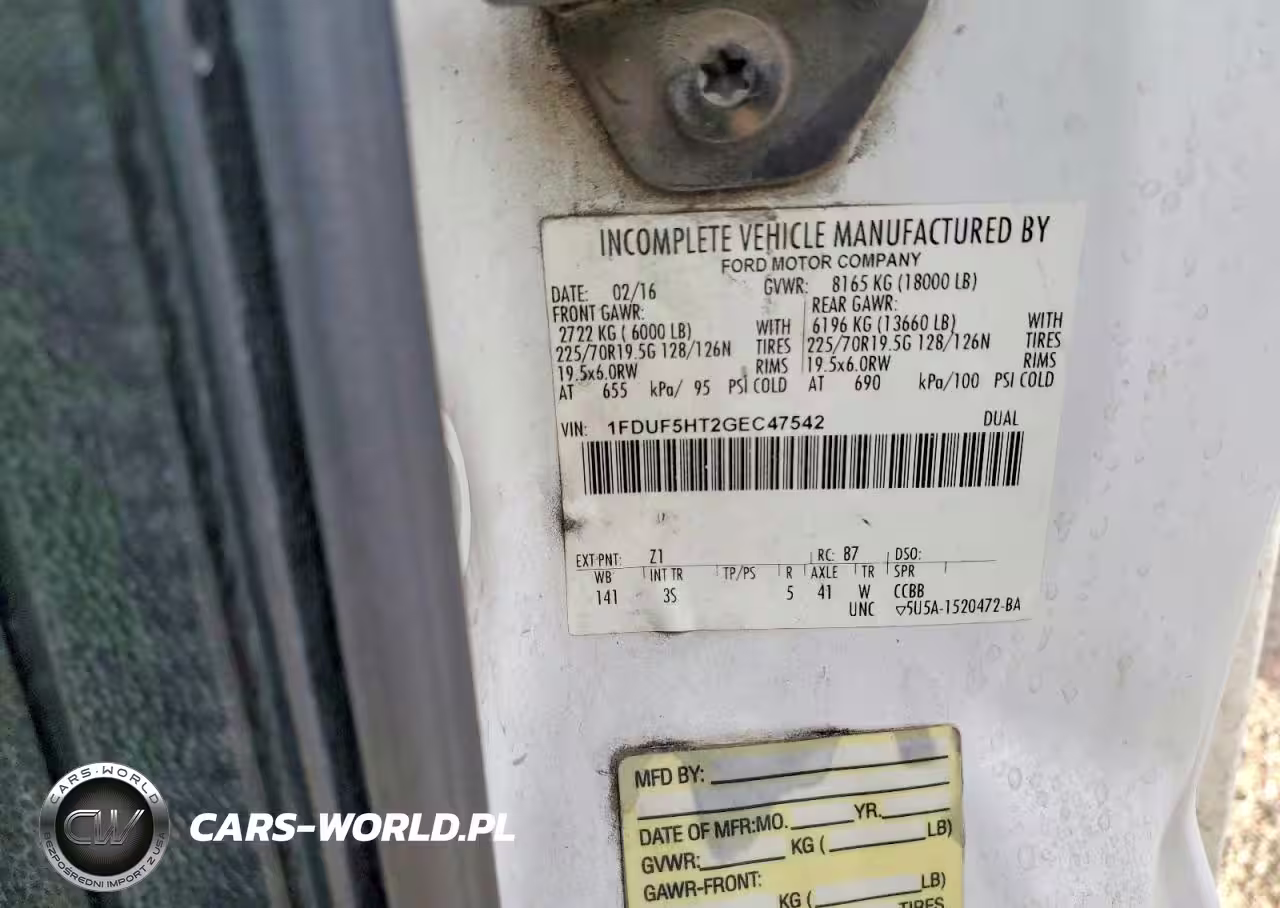 INCOMPLETE VEHICLE MANUFACTURED BY
FORD MOTOR COMPANY
DATE: 02/16 GVWR: 8165 KG (18000 LB)
FRONT GAWR: REAR GAWR:
2722 KG ( 6000 LB) WITH 6196 KG (13660 LB) WITH
225/70R19.5G 128/126N TIRES 225/70R19.5G 128/126N TIRES
19.5x6.0RW RIMS 19.5x6.0RW RIMS
AT 655 kPa/ 95 PSI COLD AT 690 kPa/100 PSI COLD
VIN: 1FDUF5HT2GEC47542 DUAL
EXT PNT: Z1 RC: 87 DSO:
WB INT TR TP/PS R AXLE TR SPR
141 3S 5 41 W CCBB
UNC ▽5U5A-1520472-BA
MFD BY:
DATE OF MFR:MO. YR.
GVWR: KG ( LB)
GAWR-FRONT:
KG ( LB)
TIRES
CARS-WORLD
CW
BEZPOŚREDNI IMPORT Z USA
CARS-WORLD.PL